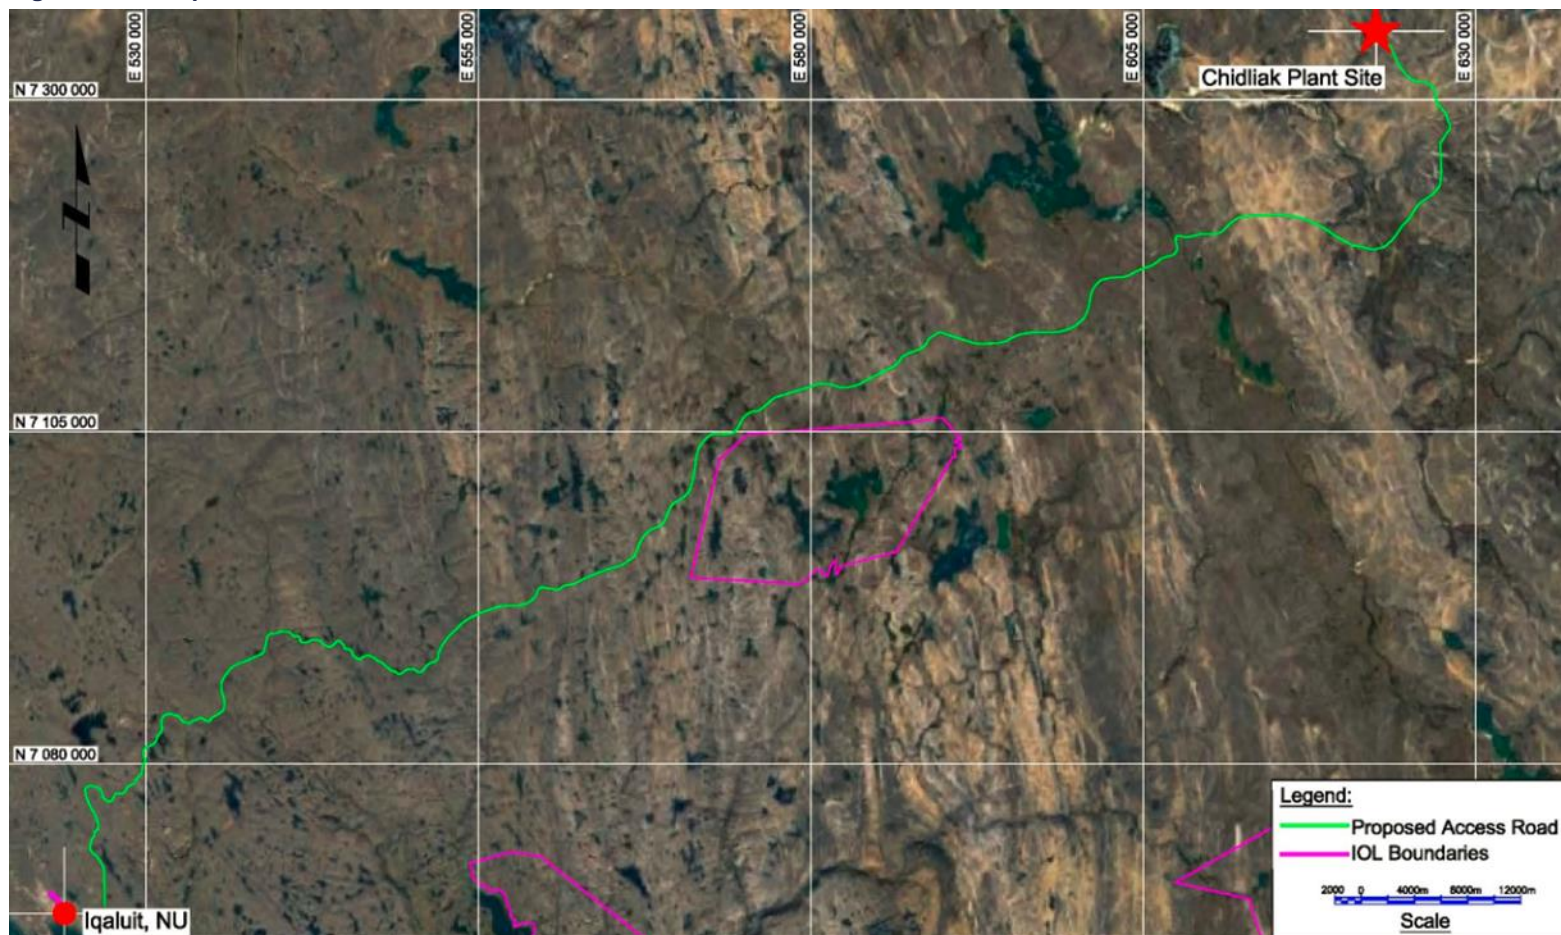 E 530 000
E 555 000
E 580 000
E 605 000
E 630 000
Chidliak Plant Site
N 7 300 000
N
N 7 105 000
N 7 080 000
Iqaluit, NU
Legend:
Proposed Access Road
IOL Boundaries
2000 0 4000m 8000m 12000m
Scale